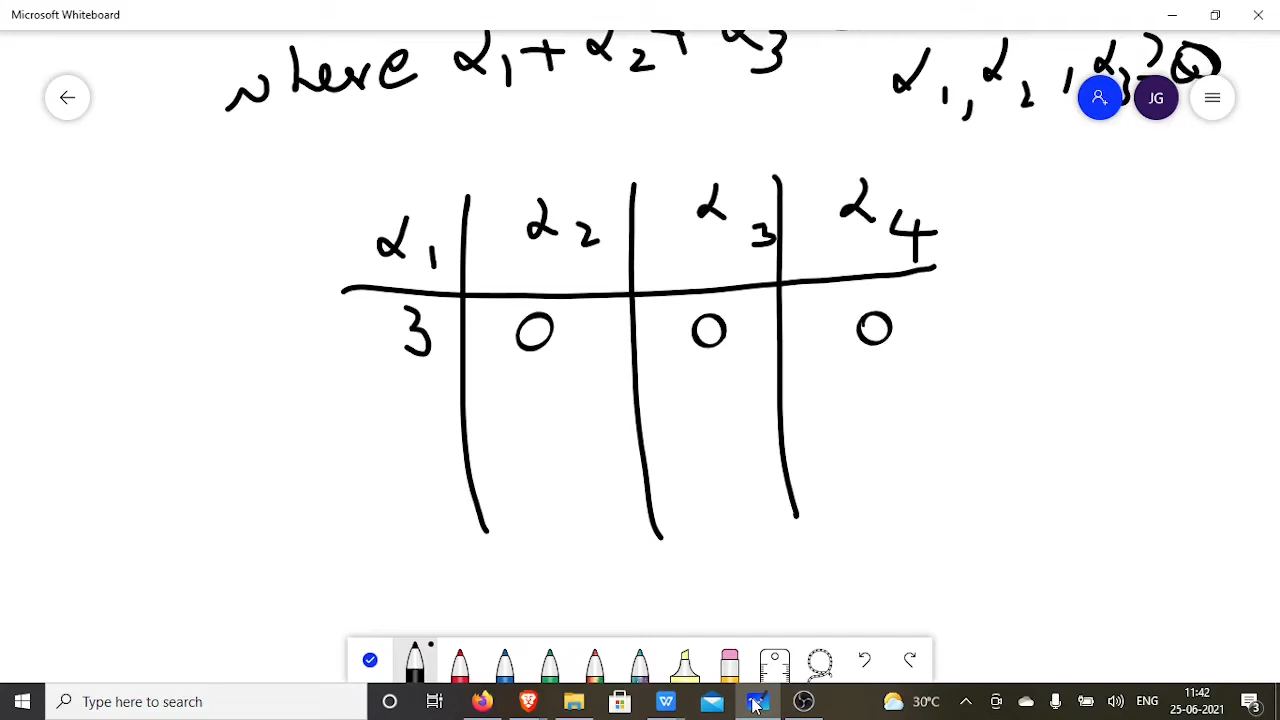 Microsoft Whiteboard
where α₁ + α₂ + α₃
α₁, α₂, α₃ ≥ 0
JG
α₁ α₂ α₃ α₄
3 0 0 0
Type here to search
30°C
ENG
11:42
25-06-2021
3